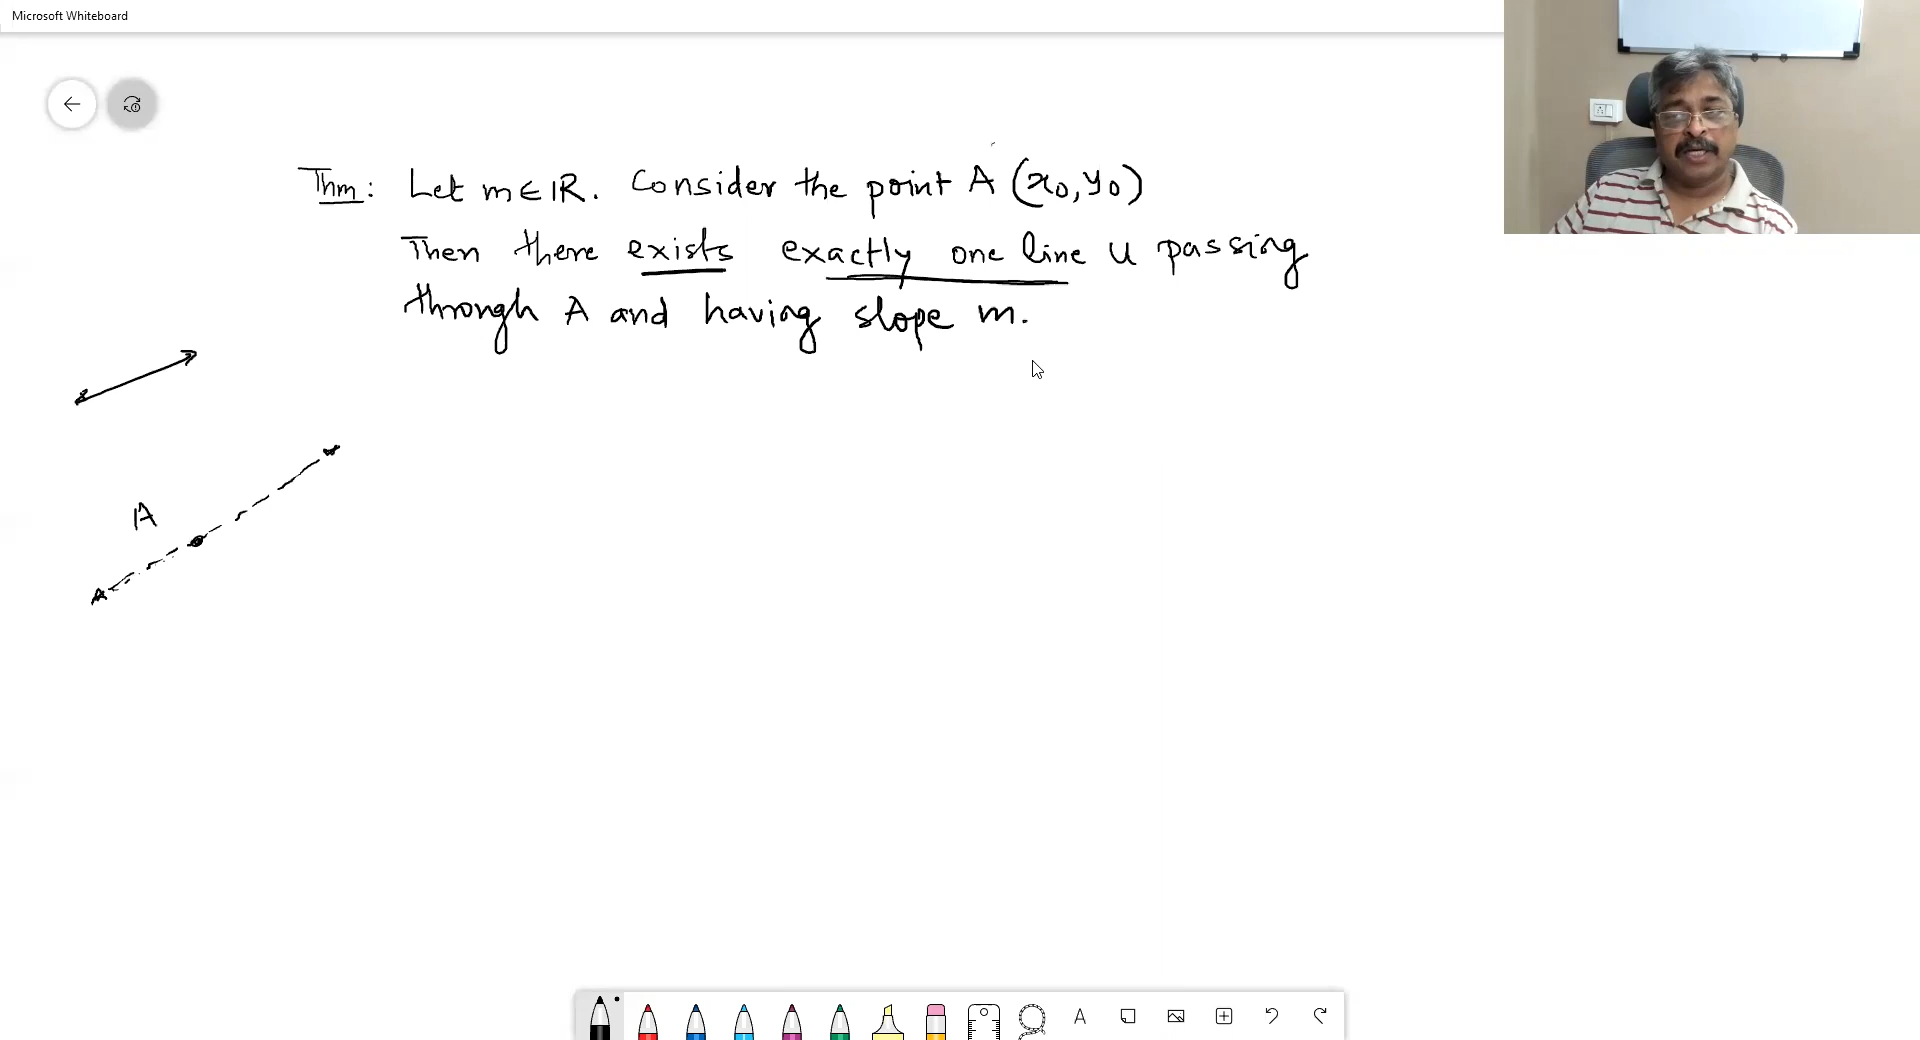 Microsoft Whiteboard
Thm: Let m ∈ ℝ. Consider the point A (x₀, y₀)
Then there exists exactly one line u passing
through A and having slope m.
A
A